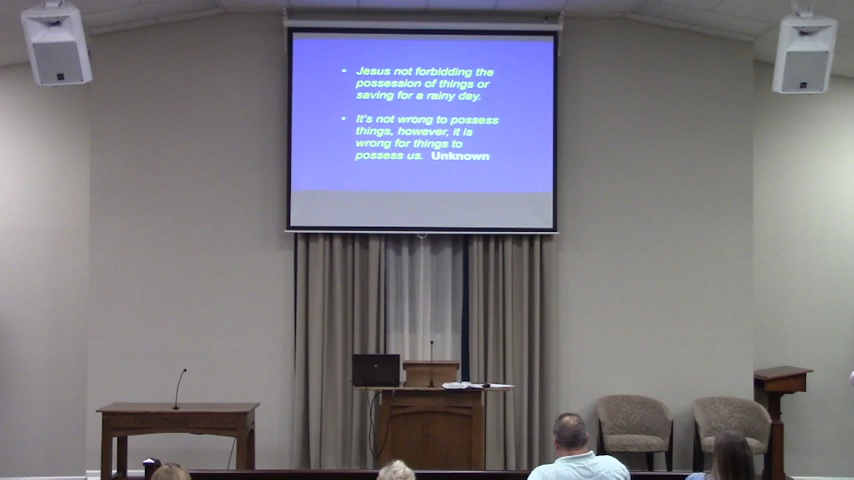 • Jesus not forbidding the
possession of things or
saving for a rainy day.
• It's not wrong to possess
things, however, it is
wrong for things to
possess us. Unknown